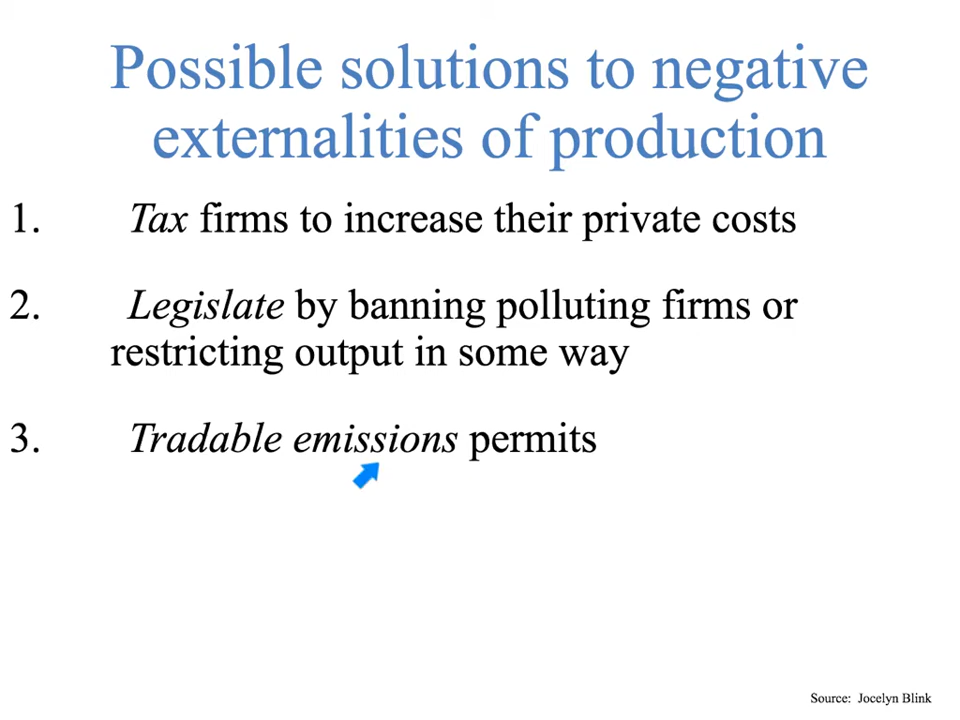 Possible solutions to negative
externalities of production
1. Tax firms to increase their private costs
2. Legislate by banning polluting firms or
restricting output in some way
3. Tradable emissions permits
Source: Jocelyn Blink